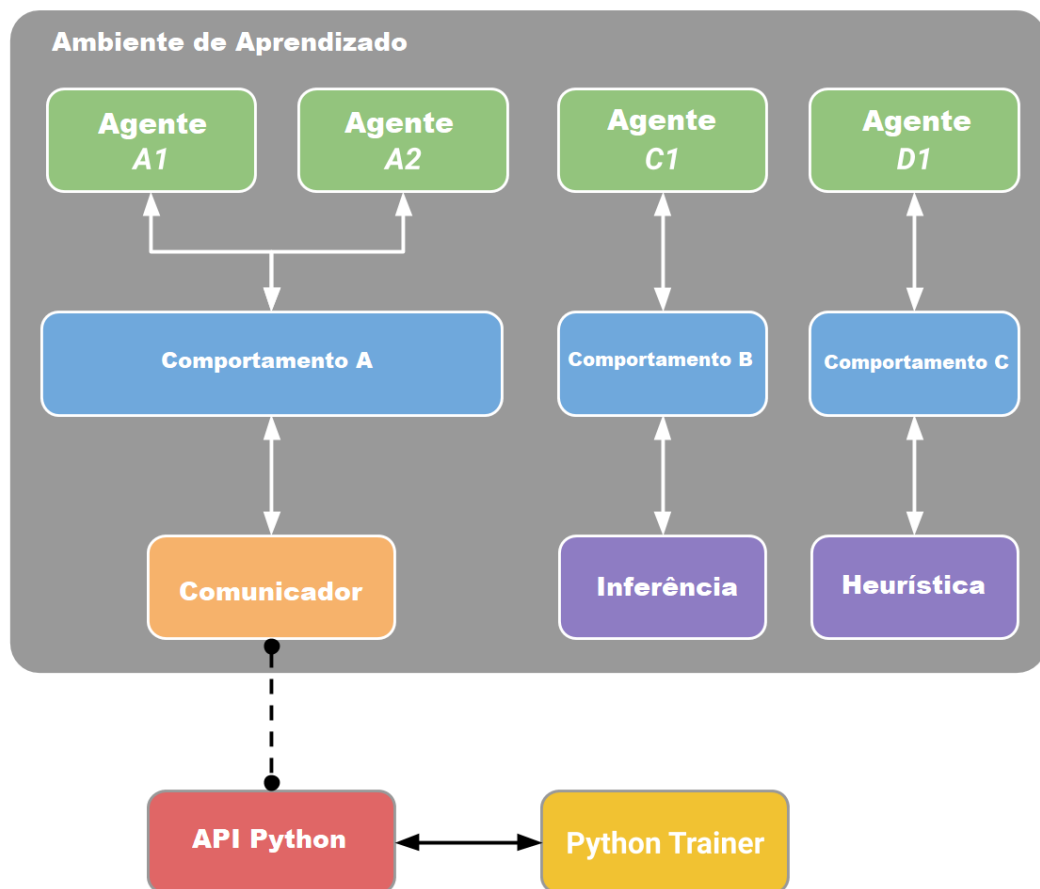 Ambiente de Aprendizado
Agente
A1
Agente
A2
Agente
C1
Agente
D1
Comportamento A
Comportamento B
Comportamento C
Comunicador
Inferência
Heurística
API Python
Python Trainer